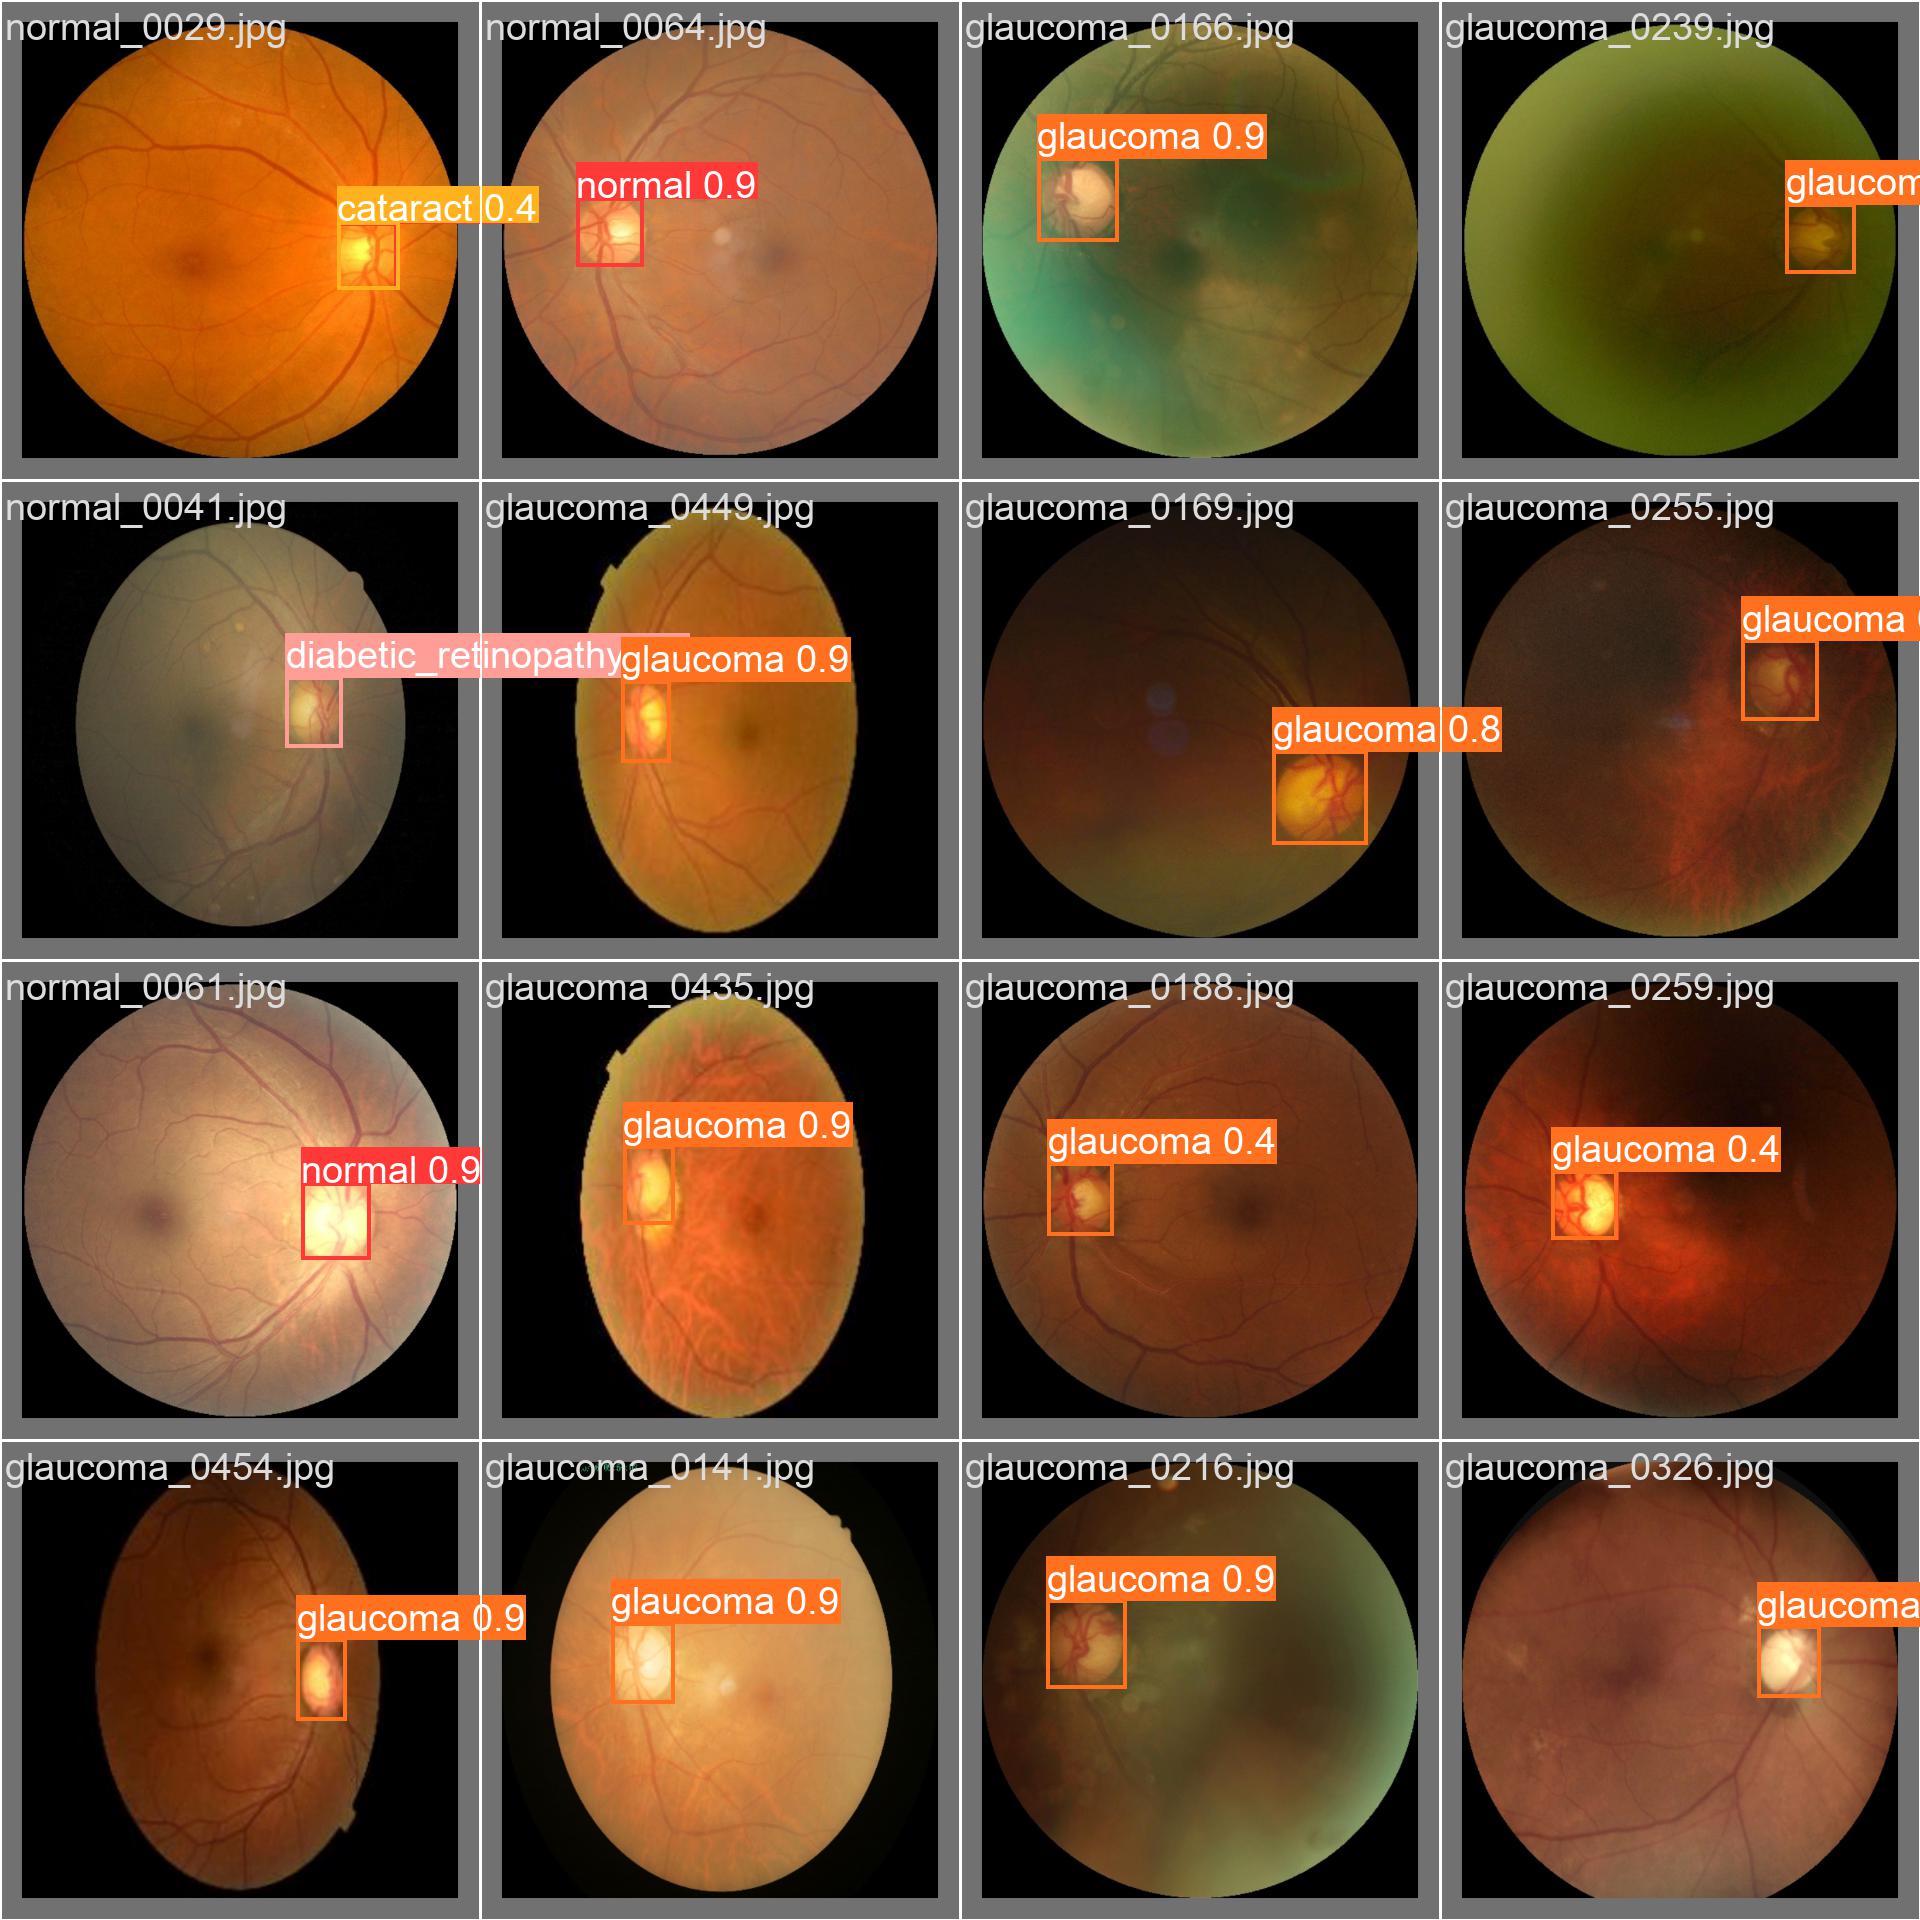 normal_0029.jpg
normal_0064.jpg
glaucoma_0166.jpg
glaucoma_0239.jpg
cataract 0.4
normal 0.9
glaucoma 0.9
glaucom
normal_0041.jpg
glaucoma_0449.jpg
glaucoma_0169.jpg
glaucoma_0255.jpg
diabetic_retinopathy
glaucoma 0.9
glaucoma 0.8
glaucoma
normal_0061.jpg
glaucoma_0435.jpg
glaucoma_0188.jpg
glaucoma_0259.jpg
normal 0.9
glaucoma 0.9
glaucoma 0.4
glaucoma 0.4
glaucoma_0454.jpg
glaucoma_0141.jpg
glaucoma_0216.jpg
glaucoma_0326.jpg
glaucoma 0.9
glaucoma 0.9
glaucoma 0.9
glaucoma